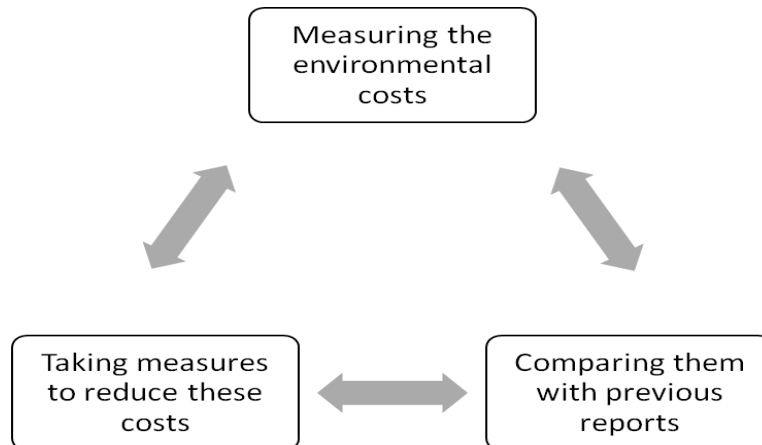 Measuring the
environmental
costs
Taking measures
to reduce these
costs
Comparing them
with previous
reports